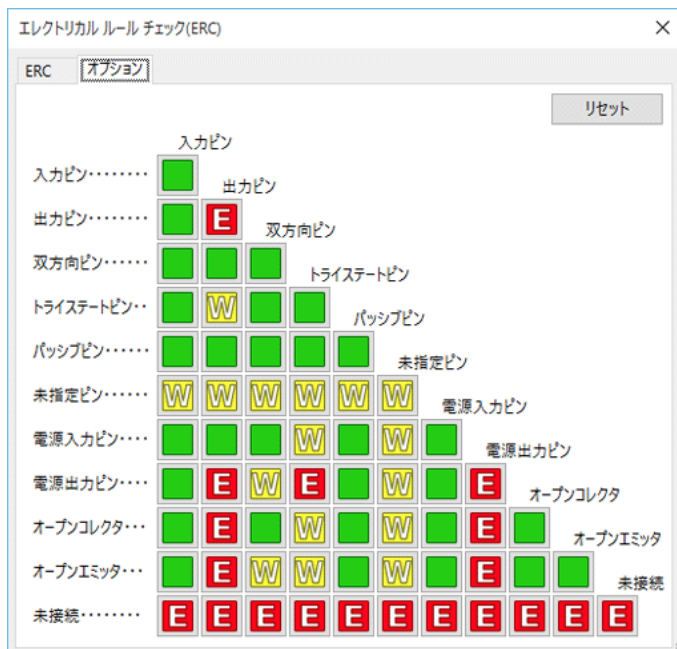 エレクトリカル ルール チェック(ERC)
ERC オプション
リセット
入力ピン
入力ピン········
出力ピン
出力ピン········ E
双方向ピン
双方向ピン······
トライステートピン
トライステートピン·· W
パッシブピン
パッシブピン······
未指定ピン
未指定ピン······ W W W W W W
電源入力ピン
電源入力ピン···· W W
電源出力ピン
電源出力ピン···· E W E W E
オープンコレクタ
オープンコレクタ··· E W W E
オープンエミッタ
オープンエミッタ··· E W W W E
未接続
未接続········ E E E E E E E E E E E